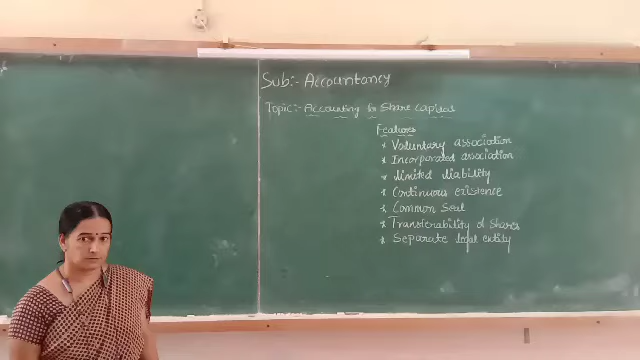 Sub:- Accountancy
Topic:- Accounting for Share Capital
Features
* Voluntary association
* Incorporated association
* limited liability
* Continuous existence
* Common Seal
* Transferability of Shares
* Separate legal entity